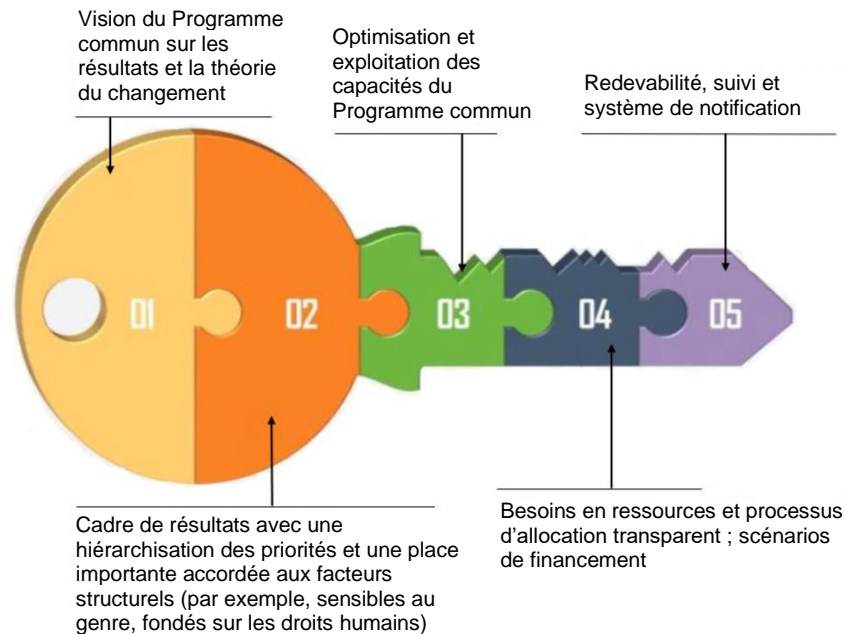 Vision du Programme
commun sur les
résultats et la théorie
du changement
Optimisation et
exploitation des
capacités du
Programme commun
Redevabilité, suivi et
système de notification
01
02
03
04
05
Cadre de résultats avec une
hiérarchisation des priorités et une place
importante accordée aux facteurs
structurels (par exemple, sensibles au
genre, fondés sur les droits humains)
Besoins en ressources et processus
d’allocation transparent ; scénarios
de financement